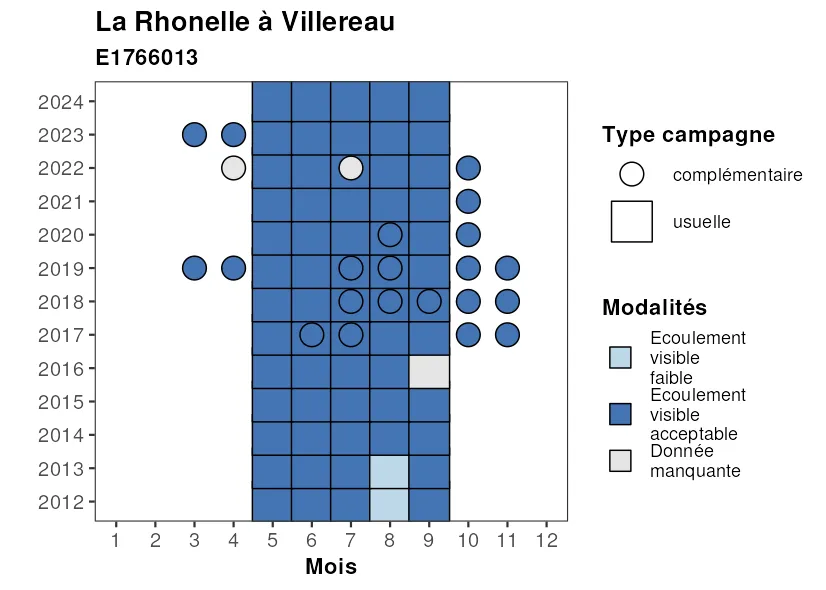 La Rhonelle à Villereau
E1766013
2024
2023
2022
2021
2020
2019
2018
2017
2016
2015
2014
2013
2012
1 2 3 4 5 6 7 8 9 10 11 12
Mois
Type campagne
complémentaire
usuelle
Modalités
Ecoulement
visible
faible
Ecoulement
visible
acceptable
Donnée
manquante